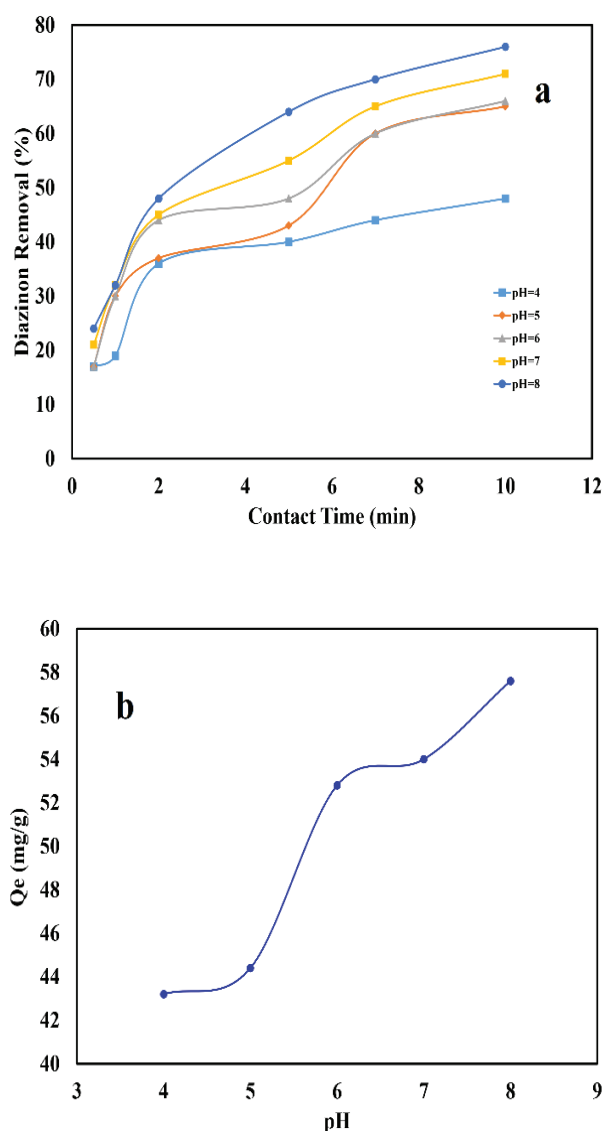 80
70
60
50
40
30
20
10
0
Diazinon Removal (%)
a
pH=4
pH=5
pH=6
pH=7
pH=8
0 2 4 6 8 10 12
Contact Time (min)
60
58
56
54
52
50
48
46
44
42
40
Qe (mg/g)
b
3 4 5 6 7 8 9
pH